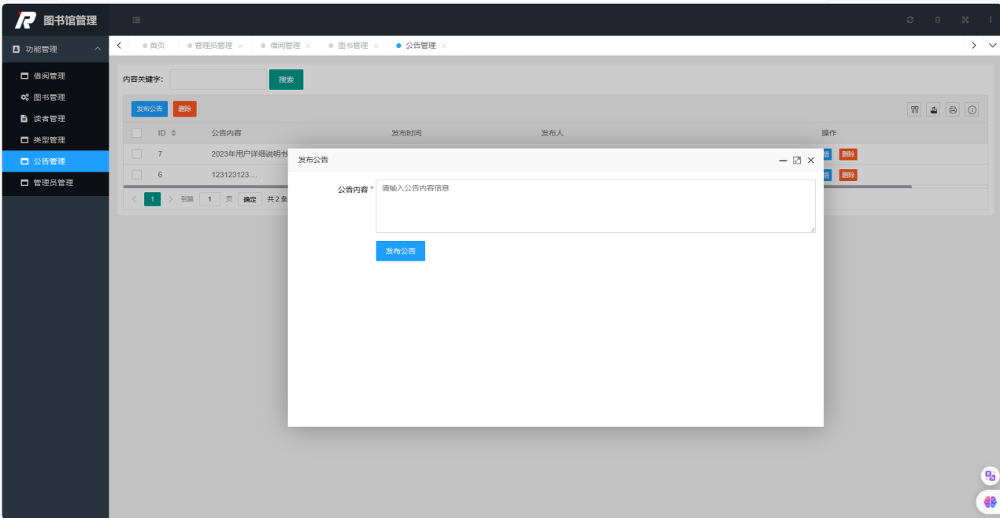 图书馆管理
功能管理
首页 管理员管理 借阅管理 图书管理 公告管理
借阅管理
图书管理
读者管理
类型管理
公告管理
管理员管理
内容关键字: 搜索
发布公告 删除
ID 公告内容 发布时间 发布人 操作
7 2023年用户详细说明书 删除
6 123123123.... 删除
1 到第 1 页 确定 共 2 条
发布公告
公告内容 * 请输入公告内容信息
发布公告